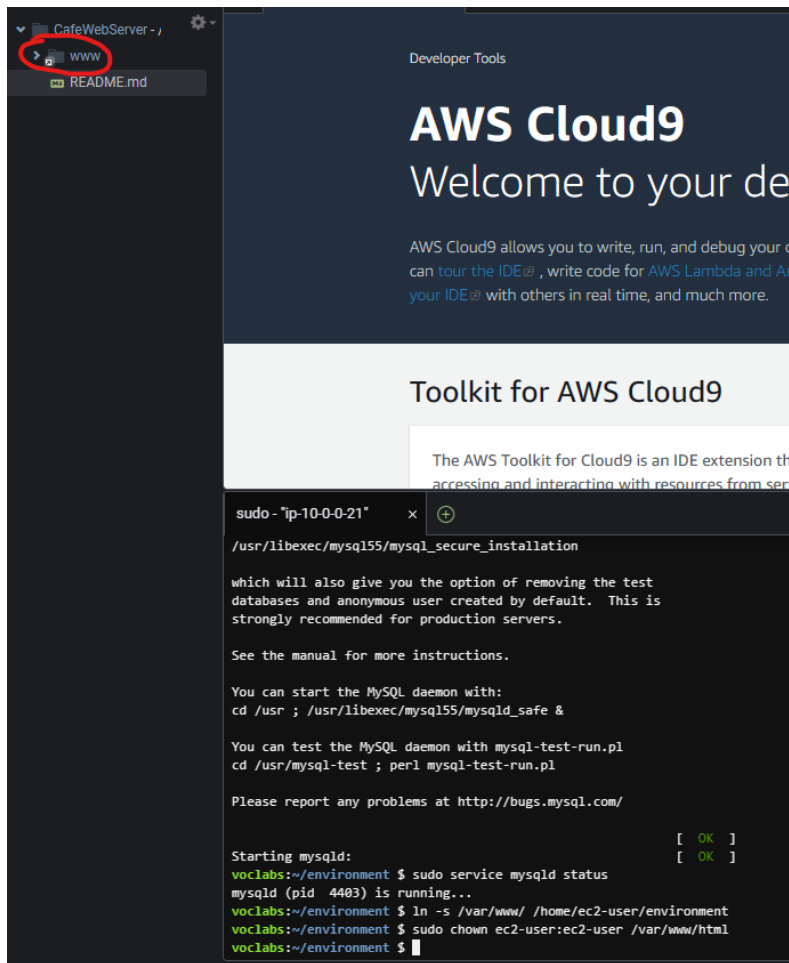 CafeWebServer - /
www
README.md
Developer Tools
AWS Cloud9
Welcome to your de
AWS Cloud9 allows you to write, run, and debug your
can tour the IDE , write code for AWS Lambda and A
your IDE with others in real time, and much more.
Toolkit for AWS Cloud9
The AWS Toolkit for Cloud9 is an IDE extension th
accessing and interacting with resources from ser
sudo - "ip-10-0-0-21"
/usr/libexec/mysql55/mysql_secure_installation
which will also give you the option of removing the test
databases and anonymous user created by default.  This is
strongly recommended for production servers.
See the manual for more instructions.
You can start the MySQL daemon with:
cd /usr ; /usr/libexec/mysql55/mysqld_safe &
You can test the MySQL daemon with mysql-test-run.pl
cd /usr/mysql-test ; perl mysql-test-run.pl
Please report any problems at http://bugs.mysql.com/
[  OK  ]
Starting mysqld:                                           [  OK  ]
voclabs:~/environment $ sudo service mysqld status
mysqld (pid  4403) is running...
voclabs:~/environment $ ln -s /var/www/ /home/ec2-user/environment
voclabs:~/environment $ sudo chown ec2-user:ec2-user /var/www/html
voclabs:~/environment $